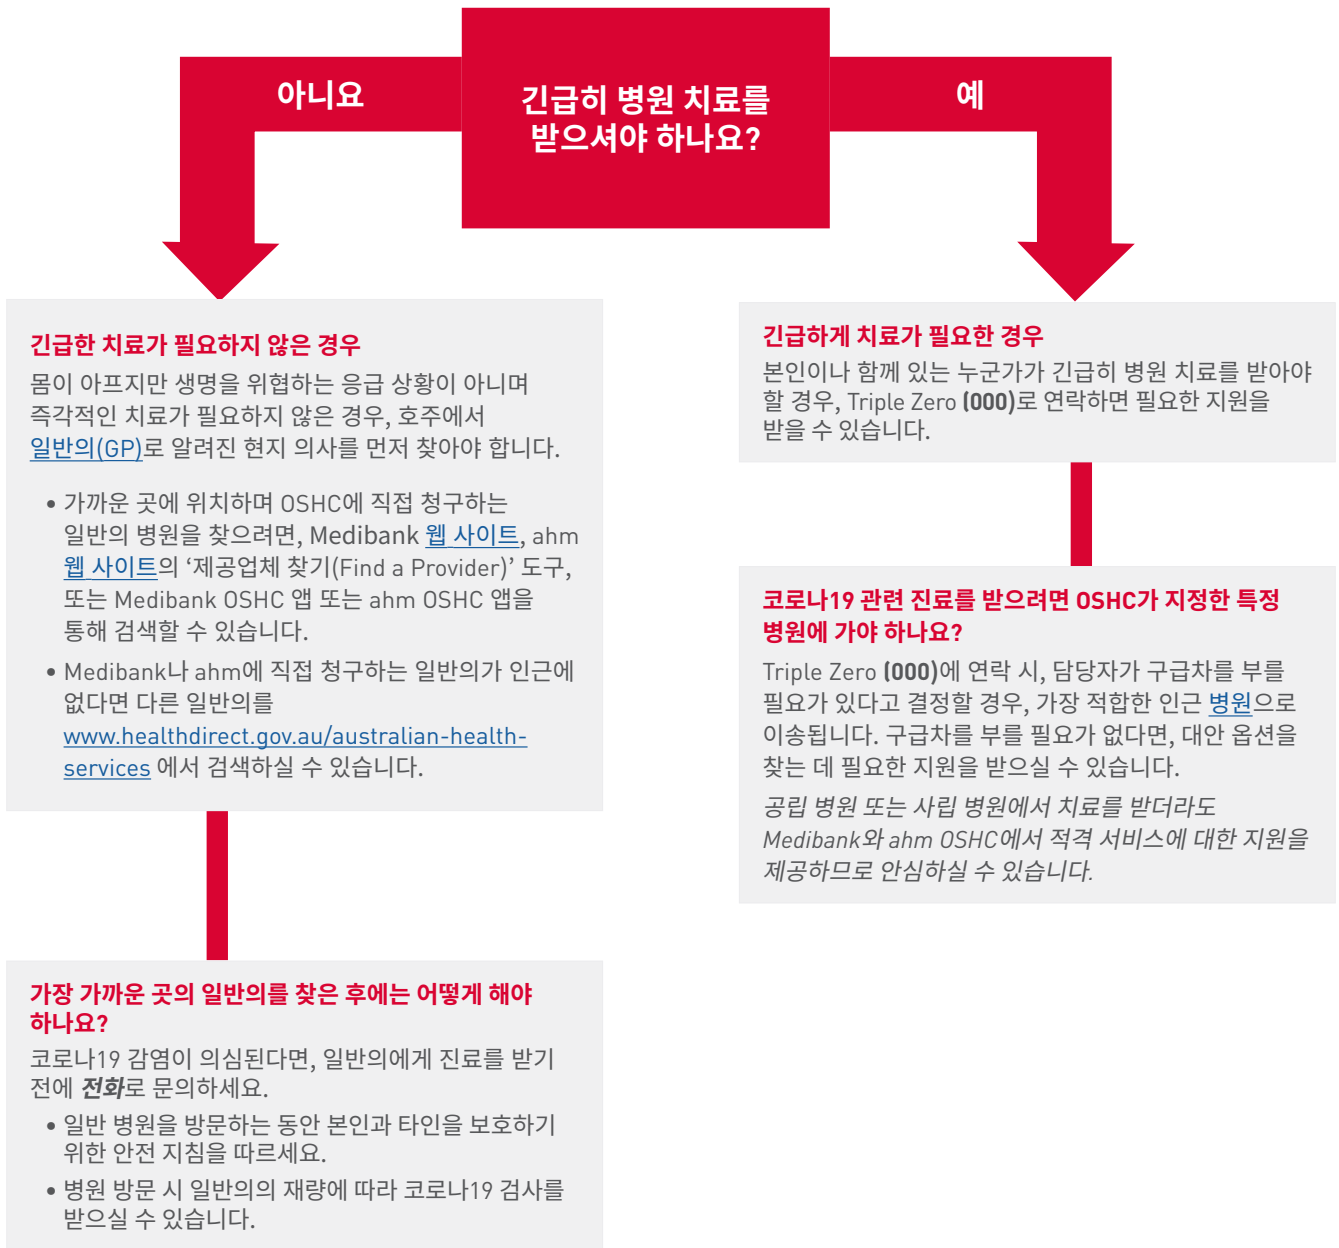 아니요
긴급히 병원 치료를
받으셔야 하나요?
예
긴급한 치료가 필요하지 않은 경우
몸이 아프지만 생명을 위협하는 응급 상황이 아니며
즉각적인 치료가 필요하지 않은 경우, 호주에서
일반의(GP)로 알려진 현지 의사를 먼저 찾아야 합니다.
• 가까운 곳에 위치하며 OSHC에 직접 청구하는
일반의 병원을 찾으려면, Medibank 웹 사이트, ahm
웹 사이트의 ‘제공업체 찾기(Find a Provider)’ 도구,
또는 Medibank OSHC 앱 또는 ahm OSHC 앱을
통해 검색할 수 있습니다.
• Medibank나 ahm에 직접 청구하는 일반의가 인근에
없다면 다른 일반의를
www.healthdirect.gov.au/australian-health-
services 에서 검색하실 수 있습니다.
가장 가까운 곳의 일반의를 찾은 후에는 어떻게 해야
하나요?
코로나19 감염이 의심된다면, 일반의에게 진료를 받기
전에 전화로 문의하세요.
• 일반 병원을 방문하는 동안 본인과 타인을 보호하기
위한 안전 지침을 따르세요.
• 병원 방문 시 일반의의 재량에 따라 코로나19 검사를
받으실 수 있습니다.
긴급하게 치료가 필요한 경우
본인이나 함께 있는 누군가가 긴급히 병원 치료를 받아야
할 경우, Triple Zero (000)로 연락하면 필요한 지원을
받을 수 있습니다.
코로나19 관련 진료를 받으려면 OSHC가 지정한 특정
병원에 가야 하나요?
Triple Zero (000)에 연락 시, 담당자가 구급차를 부를
필요가 있다고 결정할 경우, 가장 적합한 인근 병원으로
이송됩니다. 구급차를 부를 필요가 없다면, 대안 옵션을
찾는 데 필요한 지원을 받으실 수 있습니다.
공립 병원 또는 사립 병원에서 치료를 받더라도
Medibank와 ahm OSHC에서 적격 서비스에 대한 지원을
제공하므로 안심하실 수 있습니다.